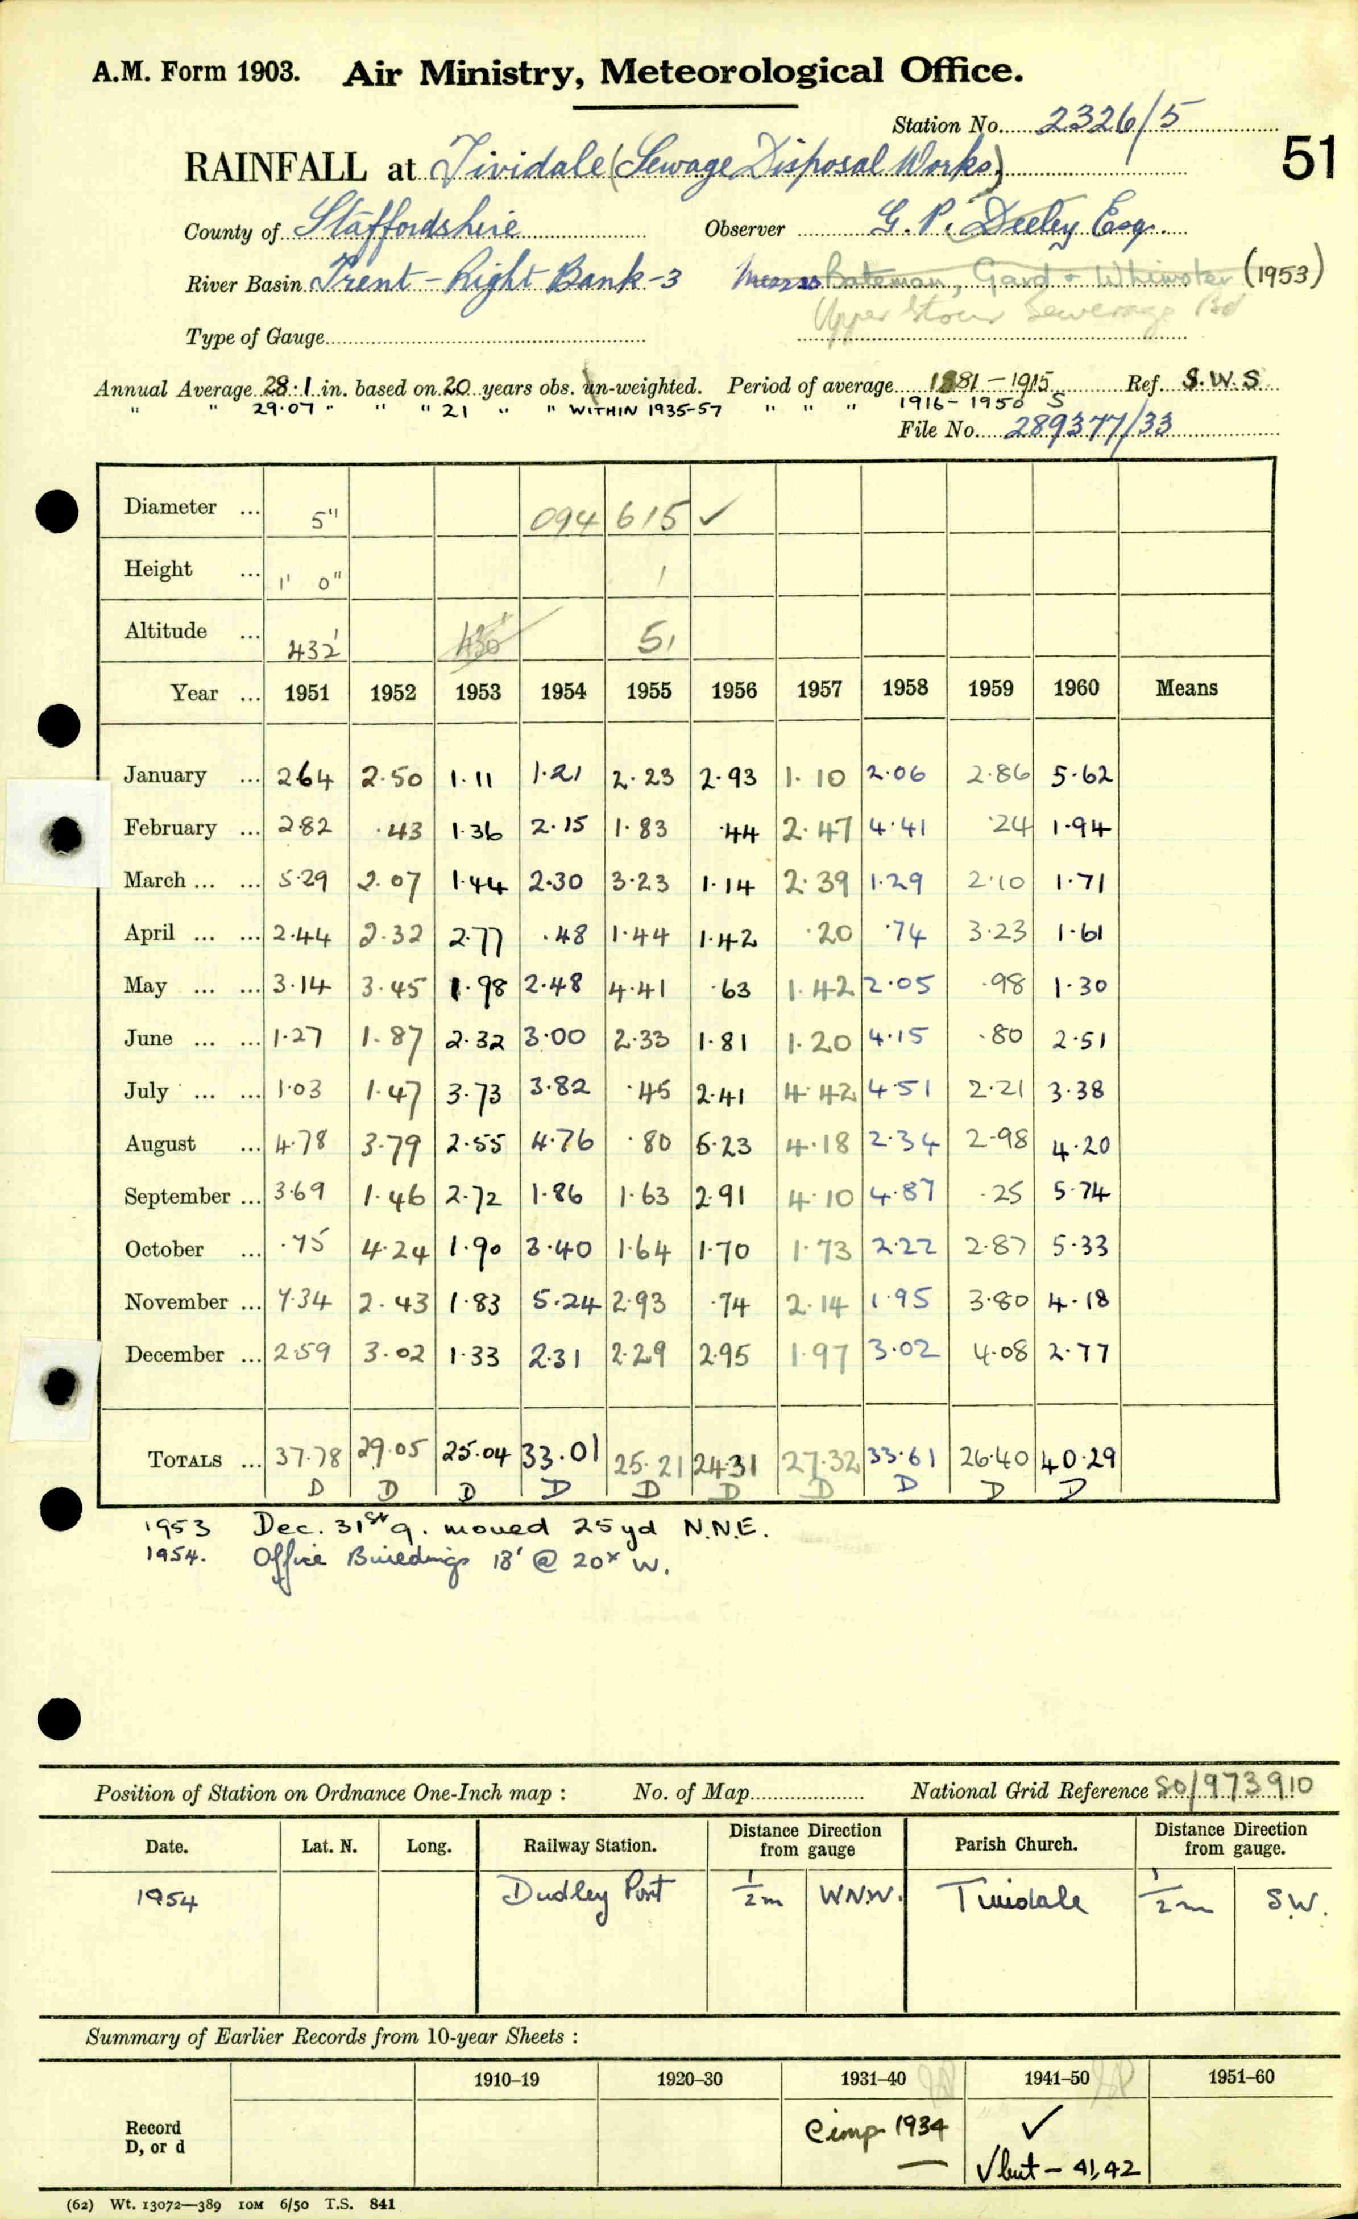 A.M. Form 1903. Air Ministry, Meteorological Office.
Station No. 2326/5
51
RAINFALL at Tividale (Sewage Disposal Works)
County of Staffordshire Observer G. P. Deeley Esq.
River Basin Trent - Right Bank - 3 Messrs Bateman, Gard & Whinster (1953)
Upper Stour Sewerage Bd
Type of Gauge
Annual Average 28.1 in. based on 20 years obs. un-weighted. Period of average 1881-1915 Ref. S.W.S
" " 29.07 " " " 21 " " WITHIN 1935-57 " " " 1916-1950 S
File No. 289377/33
Diameter ... 5" 094 615 ✓
Height ... 1' 0"
Altitude ... 432' 430' 51
Year ... 1951 1952 1953 1954 1955 1956 1957 1958 1959 1960 Means
January ... 2.64 2.50 1.11 1.21 2.23 2.93 1.10 2.06 2.86 5.62
February ... 2.82 .43 1.36 2.15 1.83 .44 2.47 4.41 .24 1.94
March ... ... 5.29 2.07 1.44 2.30 3.23 1.14 2.39 1.29 2.10 1.71
April ... ... 2.44 2.32 2.77 .48 1.44 1.42 .20 .74 3.23 1.61
May ... ... 3.14 3.45 1.98 2.48 4.41 .63 1.42 2.05 .98 1.30
June ... ... 1.27 1.87 2.32 3.00 2.33 1.81 1.20 4.15 .80 2.51
July ... ... 1.03 1.47 3.73 3.82 .45 2.41 4.42 4.51 2.21 3.38
August ... 4.78 3.79 2.55 4.76 .80 5.23 4.18 2.34 2.98 4.20
September ... 3.69 1.46 2.72 1.86 1.63 2.91 4.10 4.87 .25 5.74
October ... .75 4.24 1.90 3.40 1.64 1.70 1.73 2.22 2.87 5.33
November ... 7.34 2.43 1.83 5.24 2.93 .74 2.14 1.95 3.80 4.18
December ... 2.59 3.02 1.33 2.31 2.29 2.95 1.97 3.02 4.08 2.77
TOTALS ... 37.78 29.05 25.04 33.01 25.21 24.31 27.32 33.61 26.40 40.29
D D D D D D D D D D
1953 Dec. 31st g. moved 25 yd N.N.E.
1954. Office Buildings 18' @ 20x W.
Position of Station on Ordnance One-Inch map : No. of Map National Grid Reference SO/973910
Date. Lat. N. Long. Railway Station. Distance Direction from gauge Parish Church. Distance Direction from gauge.
1954 Dudley Port 1/2 m W.N.W. Tividale 1/2 m S.W.
Summary of Earlier Records from 10-year Sheets :
1910-19 1920-30 1931-40 1941-50 1951-60
Record D, or d Comp 1934 ✓
✓ but - 41,42
(62) Wt. 13072—389 10M 6/50 T.S. 841